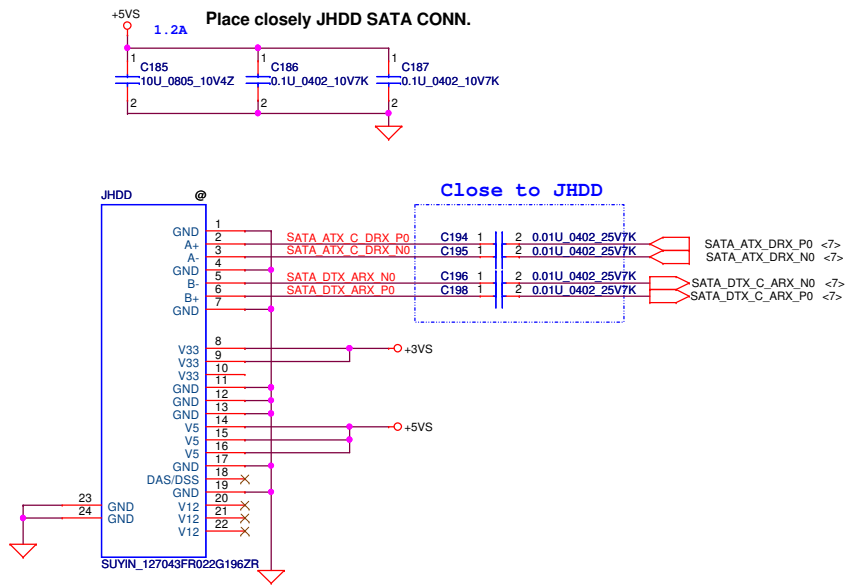 +5VS
Place closely JHDD SATA CONN.
1.2A
1
C185
10U_0805_10V4Z
2
1
C186
0.1U_0402_10V7K
2
1
C187
0.1U_0402_10V7K
2
Close to JHDD
JHDD @
GND 1
A+ 2 SATA_ATX_C_DRX_P0 C194 1 2 0.01U_0402_25V7K SATA_ATX_DRX_P0 <7>
A- 3 SATA_ATX_C_DRX_N0 C195 1 2 0.01U_0402_25V7K SATA_ATX_DRX_N0 <7>
GND 4
B- 5 SATA_DTX_ARX_N0 C196 1 2 0.01U_0402_25V7K SATA_DTX_C_ARX_N0 <7>
B+ 6 SATA_DTX_ARX_P0 C198 1 2 0.01U_0402_25V7K SATA_DTX_C_ARX_P0 <7>
GND 7
V33 8 +3VS
V33 9
V33 10
GND 11
GND 12
GND 13
V5 14 +5VS
V5 15
V5 16
GND 17
DAS/DSS 18
GND 19
V12 20
V12 21
V12 22
23 GND
24 GND
SUYIN_127043FR022G196ZR